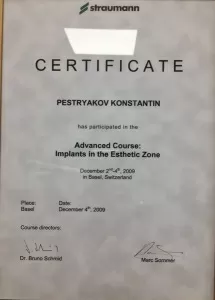 straumann
CERTIFICATE
PESTRYAKOV KONSTANTIN
has participated in the
Advanced Course:
Implants in the Esthetic Zone
December 2nd-4th, 2009
in Basel, Switzerland
Place: Date:
Basel December 4th, 2009
Course directors:
Dr. Bruno Schmid Marc Sommer